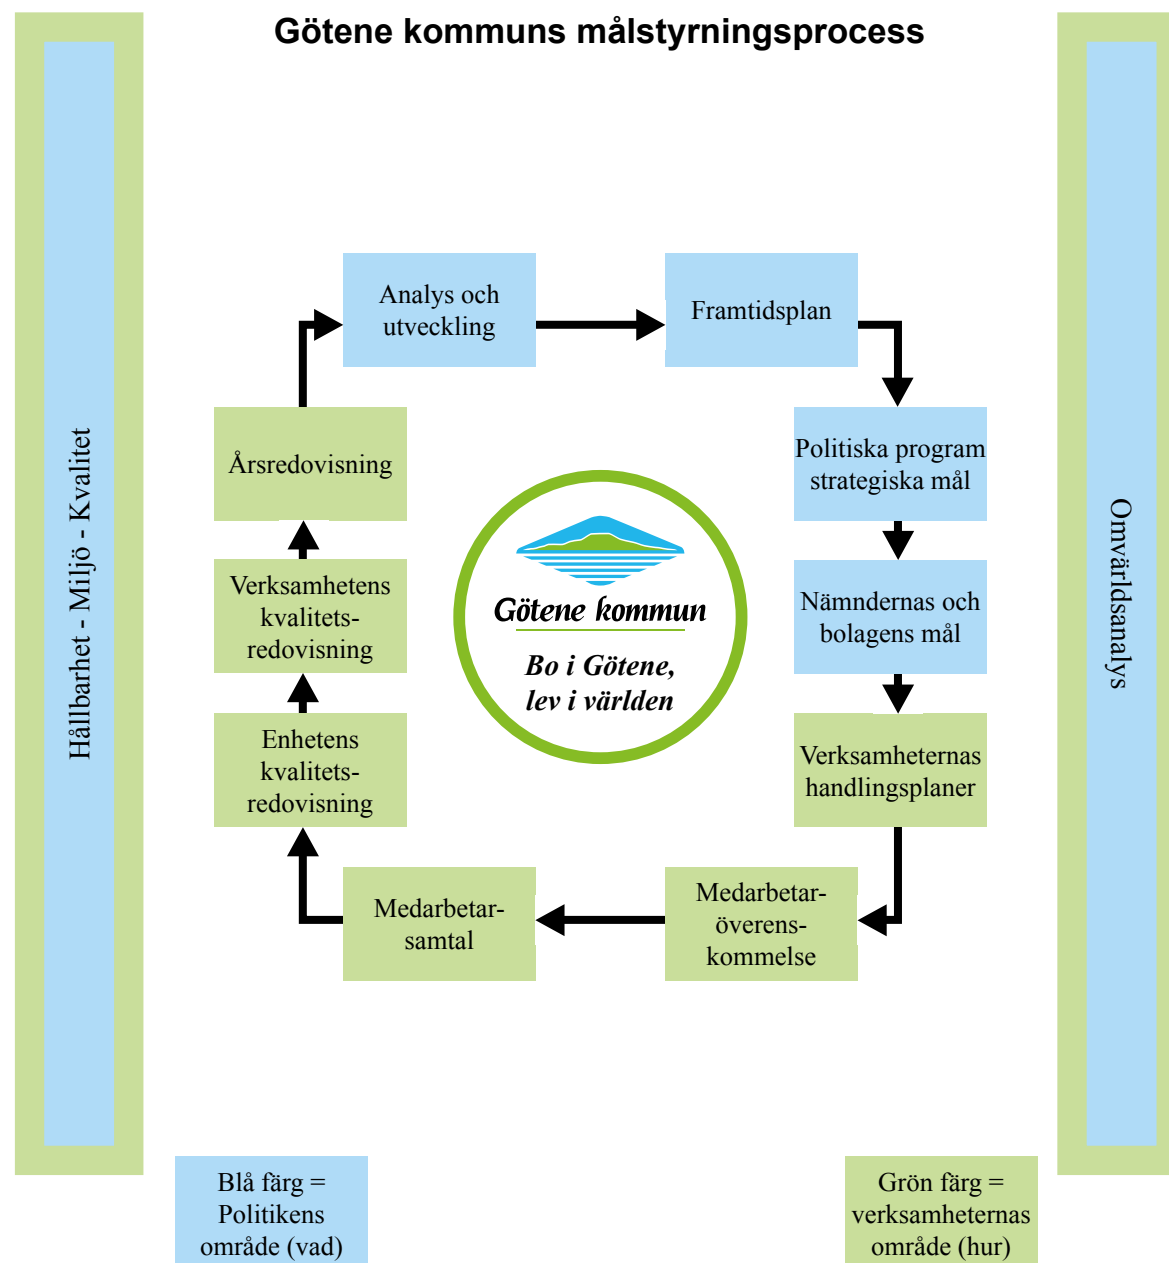 Götene kommuns målstyrningsprocess
Hållbarhet - Miljö - Kvalitet
Analys och
utveckling
Framtidsplan
Politiska program
strategiska mål
Nämndernas och
bolagens mål
Verksamheternas
handlingsplaner
Medarbetar-
överens-
kommelse
Medarbetar-
samtal
Enhetens
kvalitets-
redovisning
Verksamhetens
kvalitets-
redovisning
Årsredovisning
Götene kommun
Bo i Götene,
lev i världen
Omvärldsanalys
Blå färg =
Politikens
område (vad)
Grön färg =
verksamheternas
område (hur)